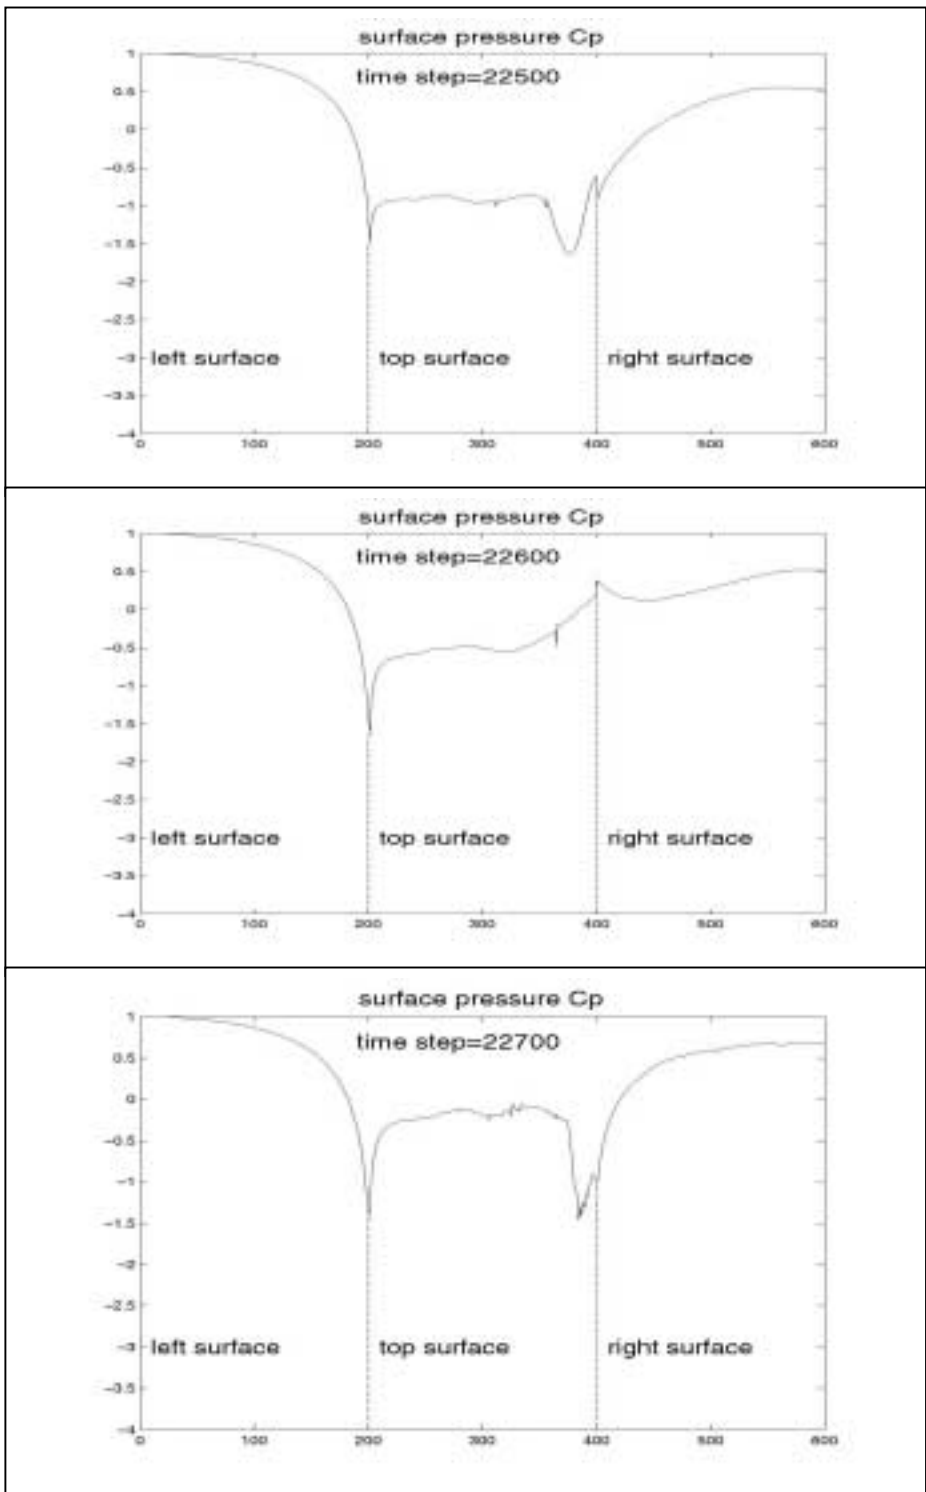 surface pressure Cp
1
time step=22500
0.5
0
-0.5
-1
-1.5
-2
-2.5
-3
left surface top surface right surface
-3.5
-4
0 100 200 300 400 500 600
surface pressure Cp
1
time step=22600
0.5
0
-0.5
-1
-1.5
-2
-2.5
-3
left surface top surface right surface
-3.5
-4
0 100 200 300 400 500 600
surface pressure Cp
1
time step=22700
0.5
0
-0.5
-1
-1.5
-2
-2.5
-3
left surface top surface right surface
-3.5
-4
0 100 200 300 400 500 600